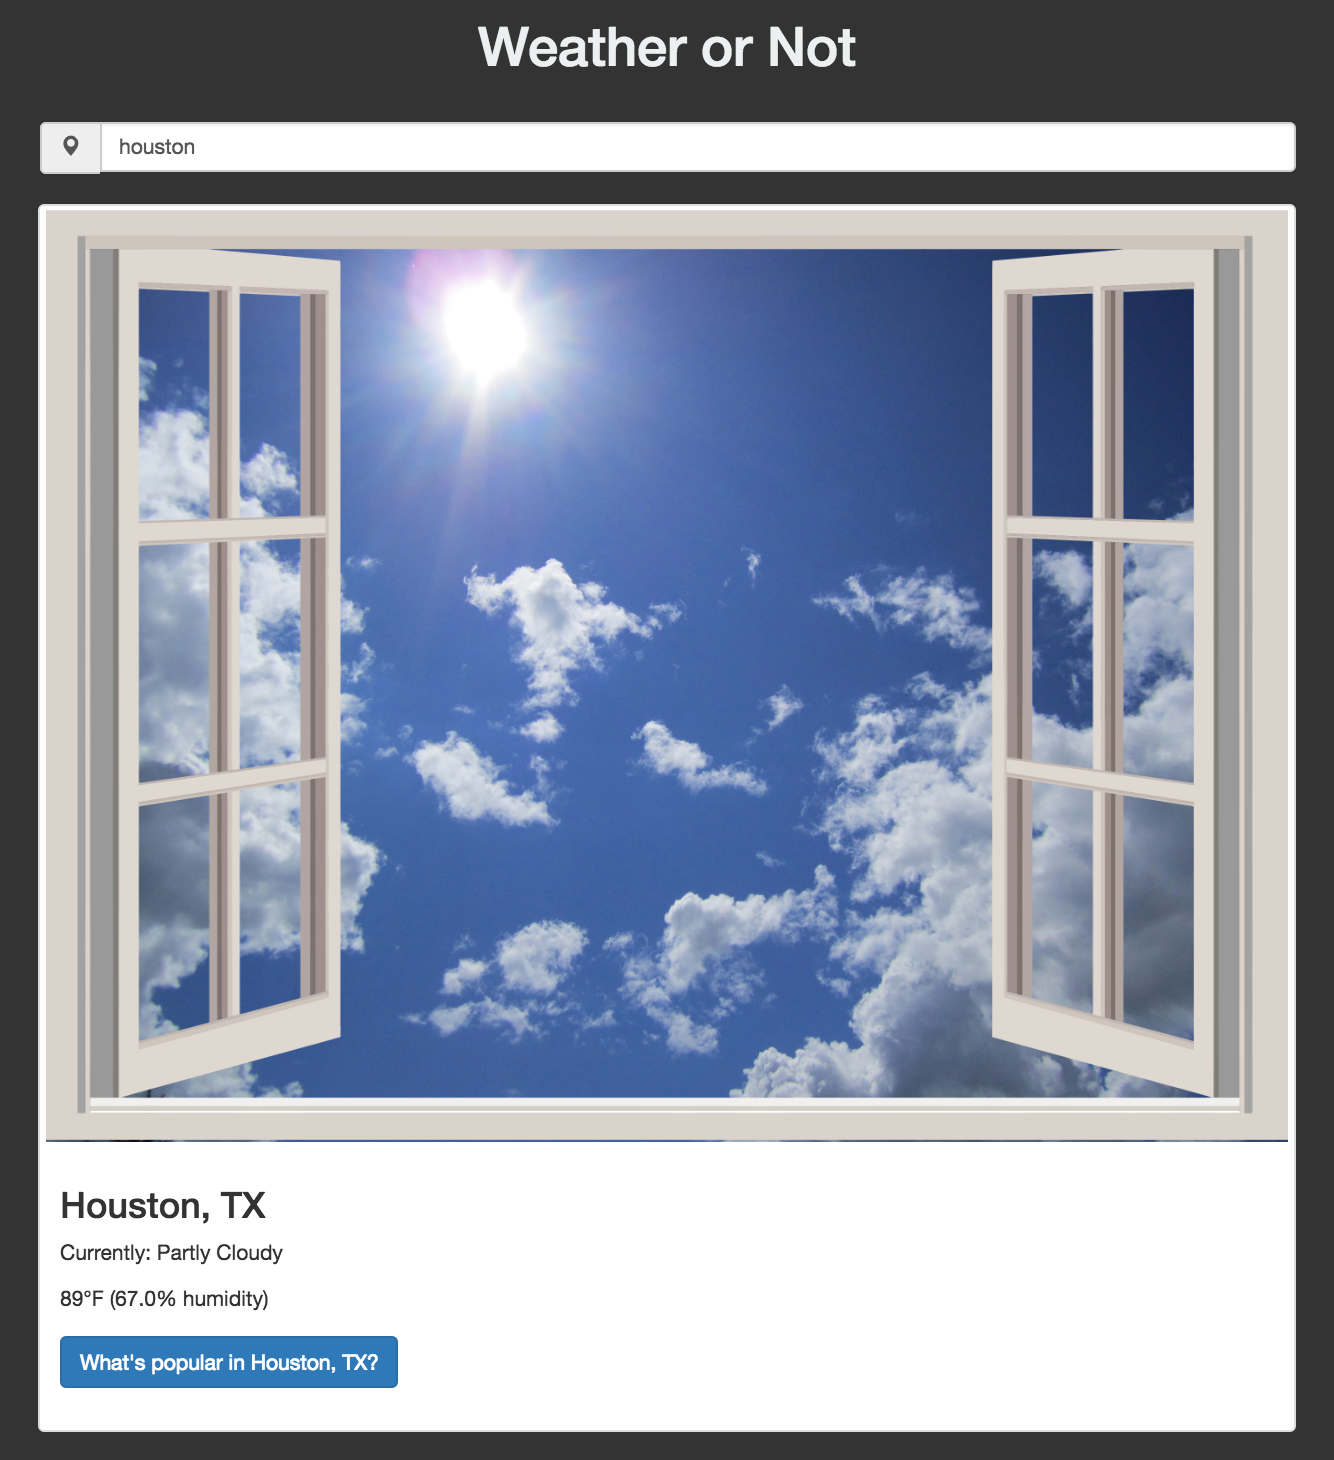 Weather or Not
houston
Houston, TX
Currently: Partly Cloudy
89°F (67.0% humidity)
What's popular in Houston, TX?